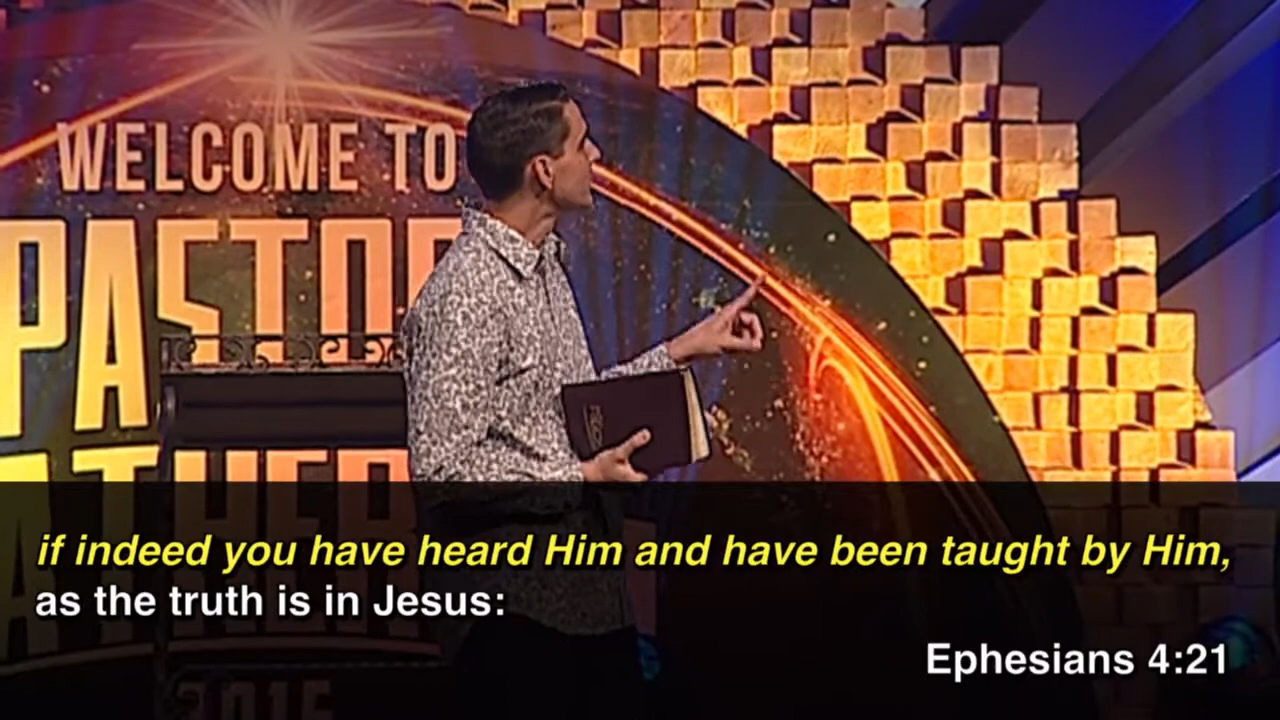 WELCOME TO
if indeed you have heard Him and have been taught by Him,
as the truth is in Jesus:
Ephesians 4:21
2015